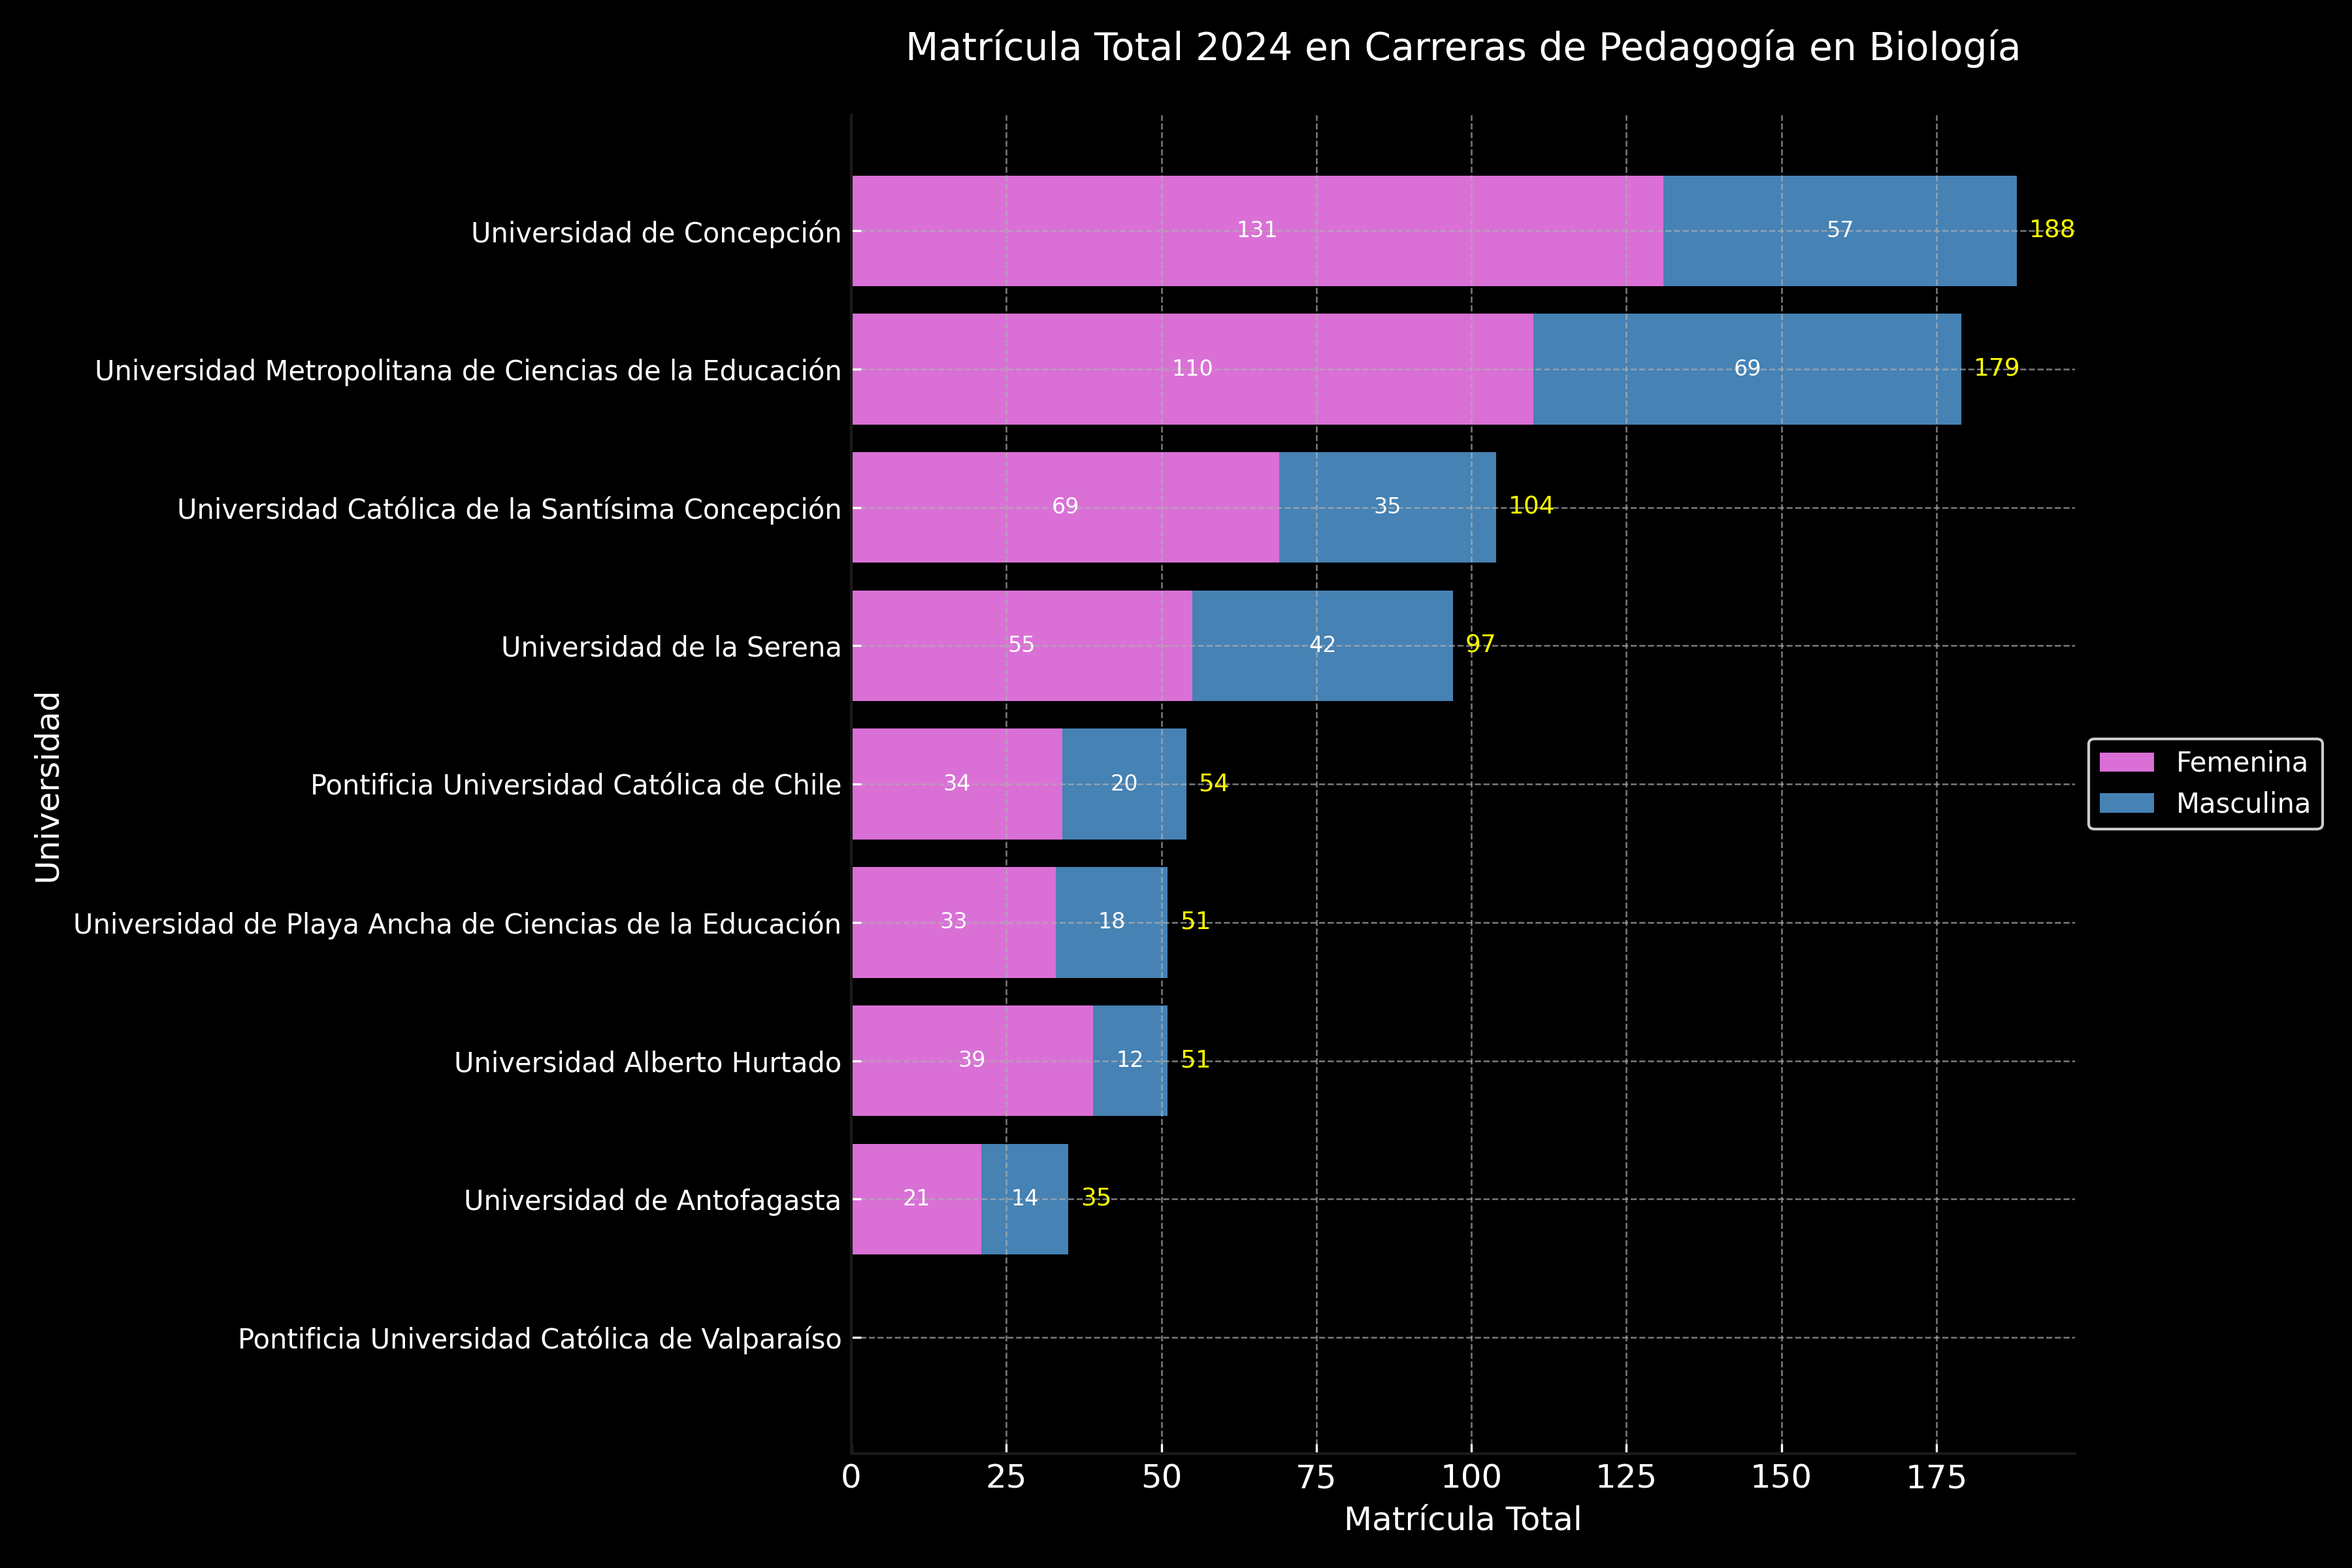 Matrícula Total 2024 en Carreras de Pedagogía en Biología
Universidad
Universidad de Concepción
131
57
188
Universidad Metropolitana de Ciencias de la Educación
110
69
179
Universidad Católica de la Santísima Concepción
69
35
104
Universidad de la Serena
55
42
97
Pontificia Universidad Católica de Chile
34
20
54
Universidad de Playa Ancha de Ciencias de la Educación
33
18
51
Universidad Alberto Hurtado
39
12
51
Universidad de Antofagasta
21
14
35
Pontificia Universidad Católica de Valparaíso
0 25 50 75 100 125 150 175
Matrícula Total
Femenina
Masculina